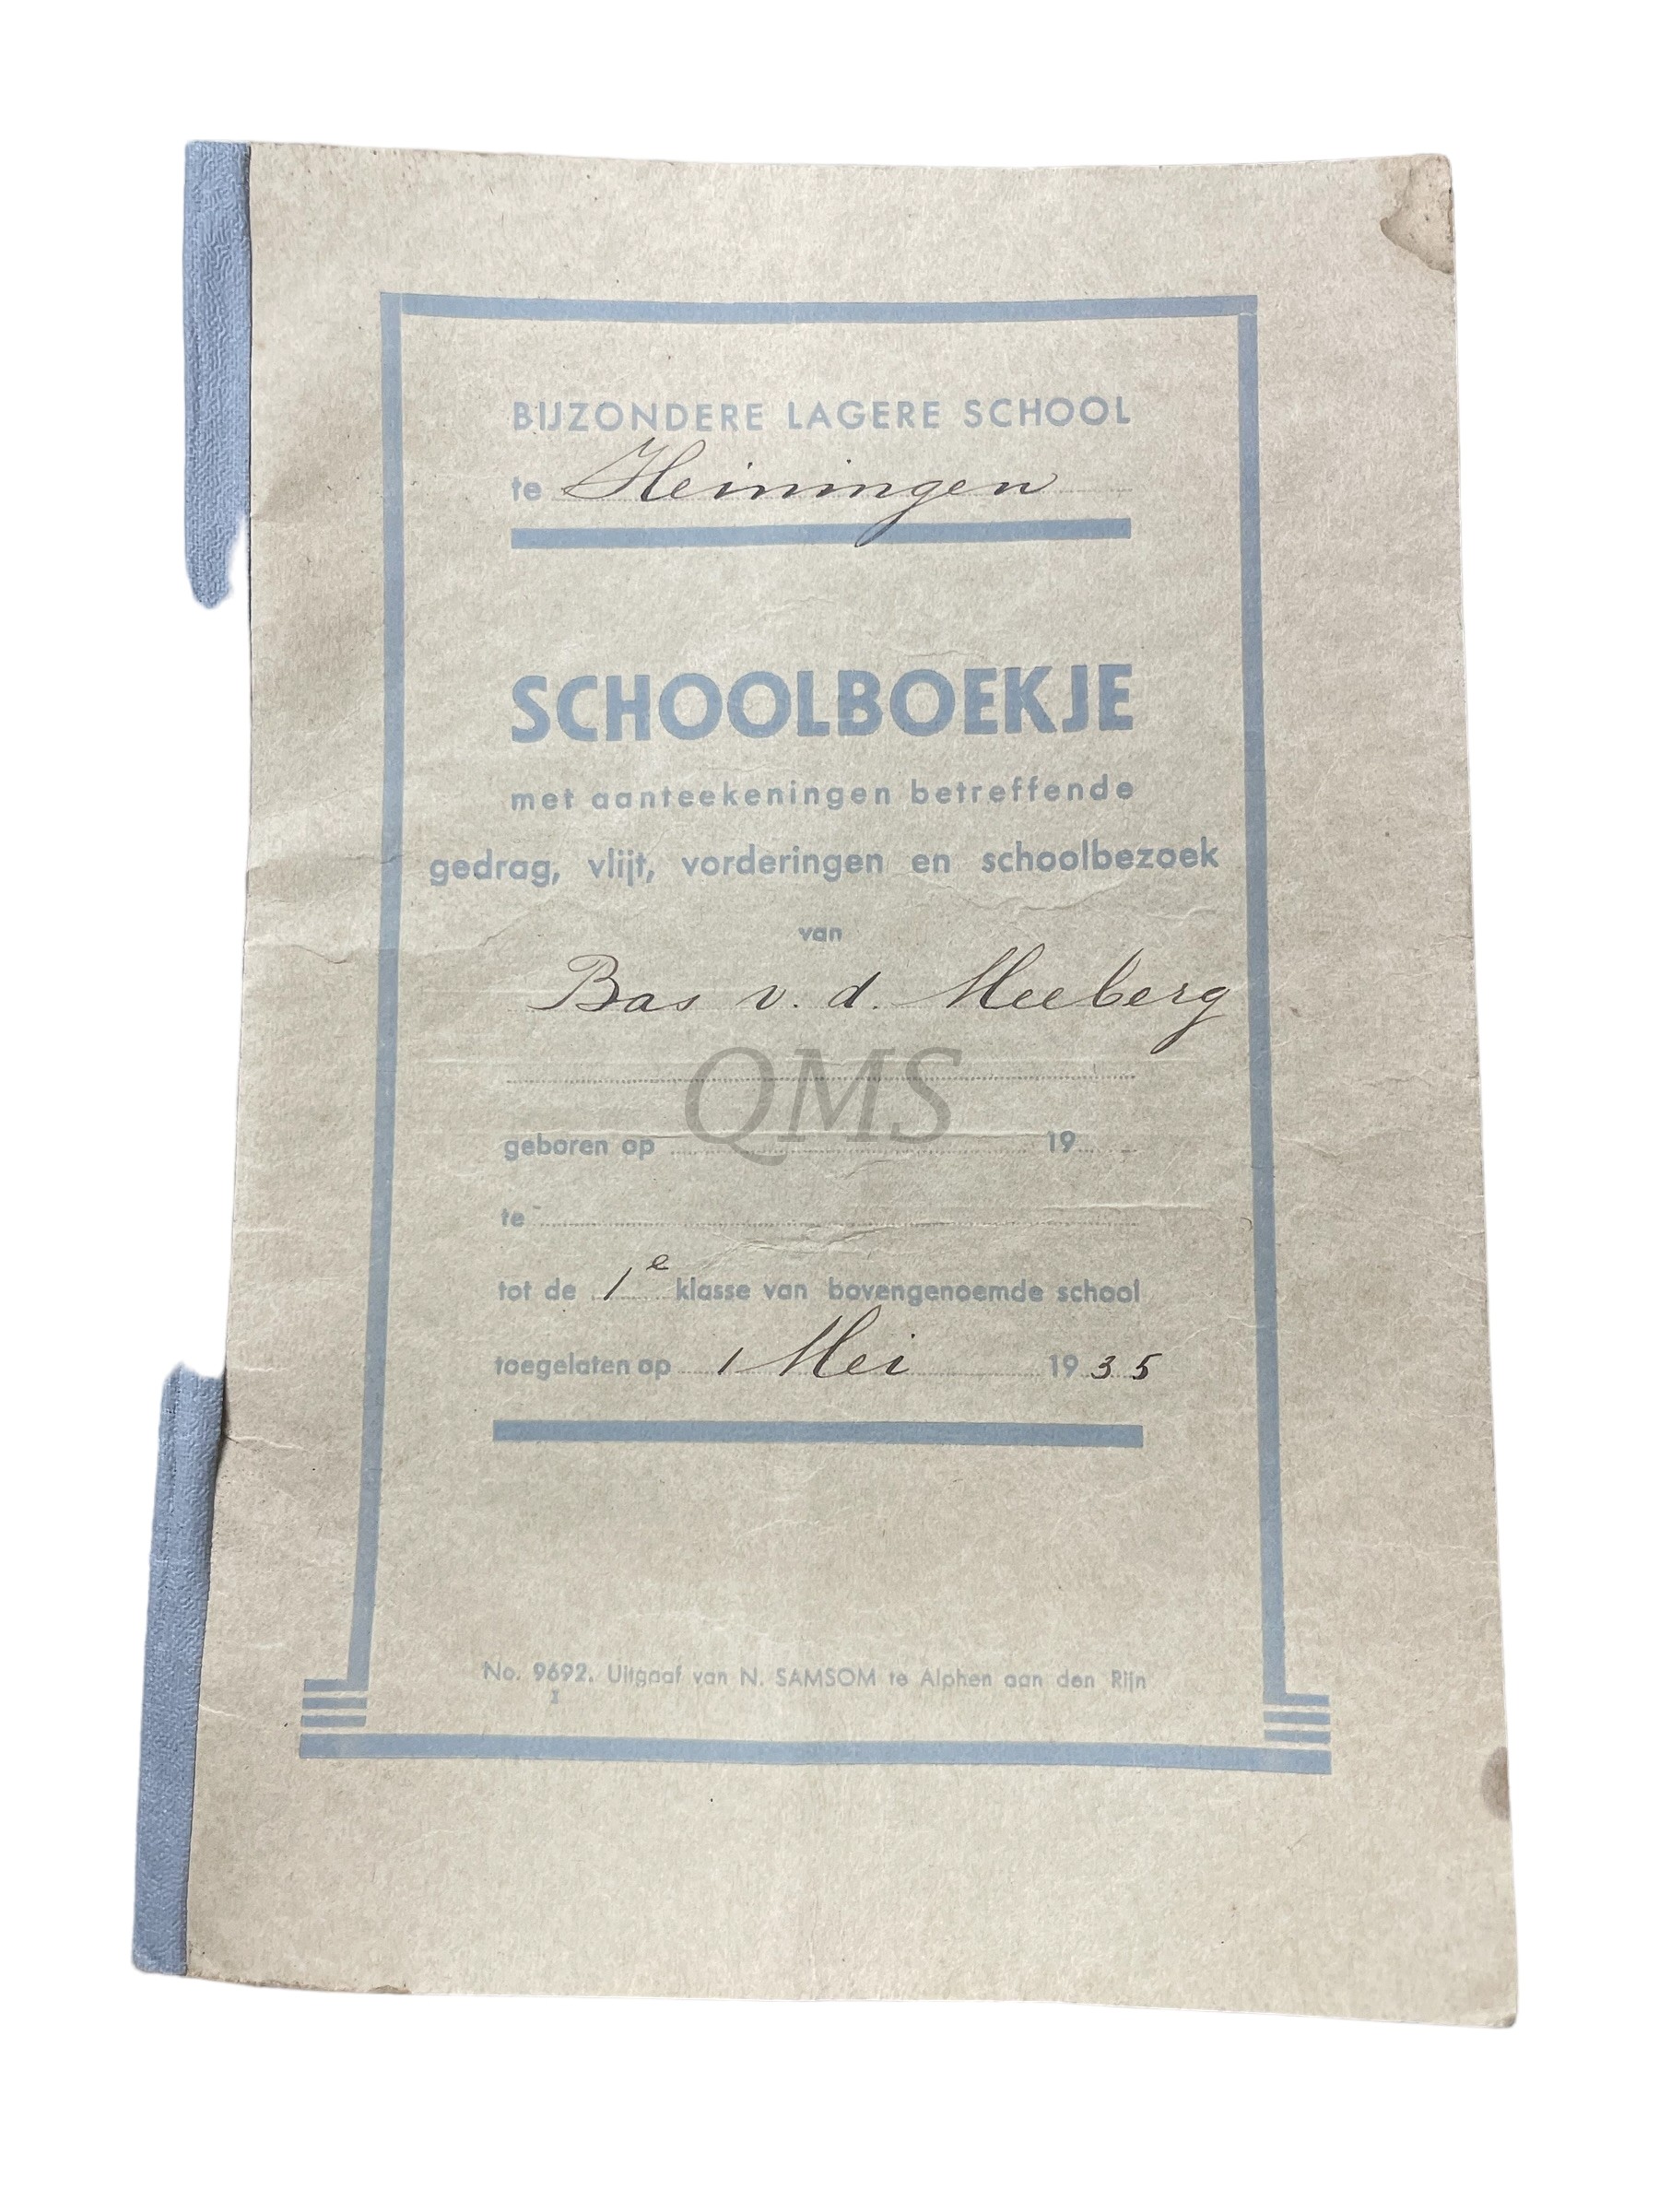 BIJZONDERE LAGERE SCHOOL
te Heiningen
SCHOOLBOEKJE
met aanteekeningen betreffende
gedrag, vlijt, vorderingen en schoolbezoek
van
Bas v. d. Meeberg
QMS
geboren op 19
te
tot de 1e klasse van bovengenoemde school
toegelaten op 1 Mei 1935
No. 9692. Uitgaaf van N. SAMSOM te Alphen aan den Rijn
I